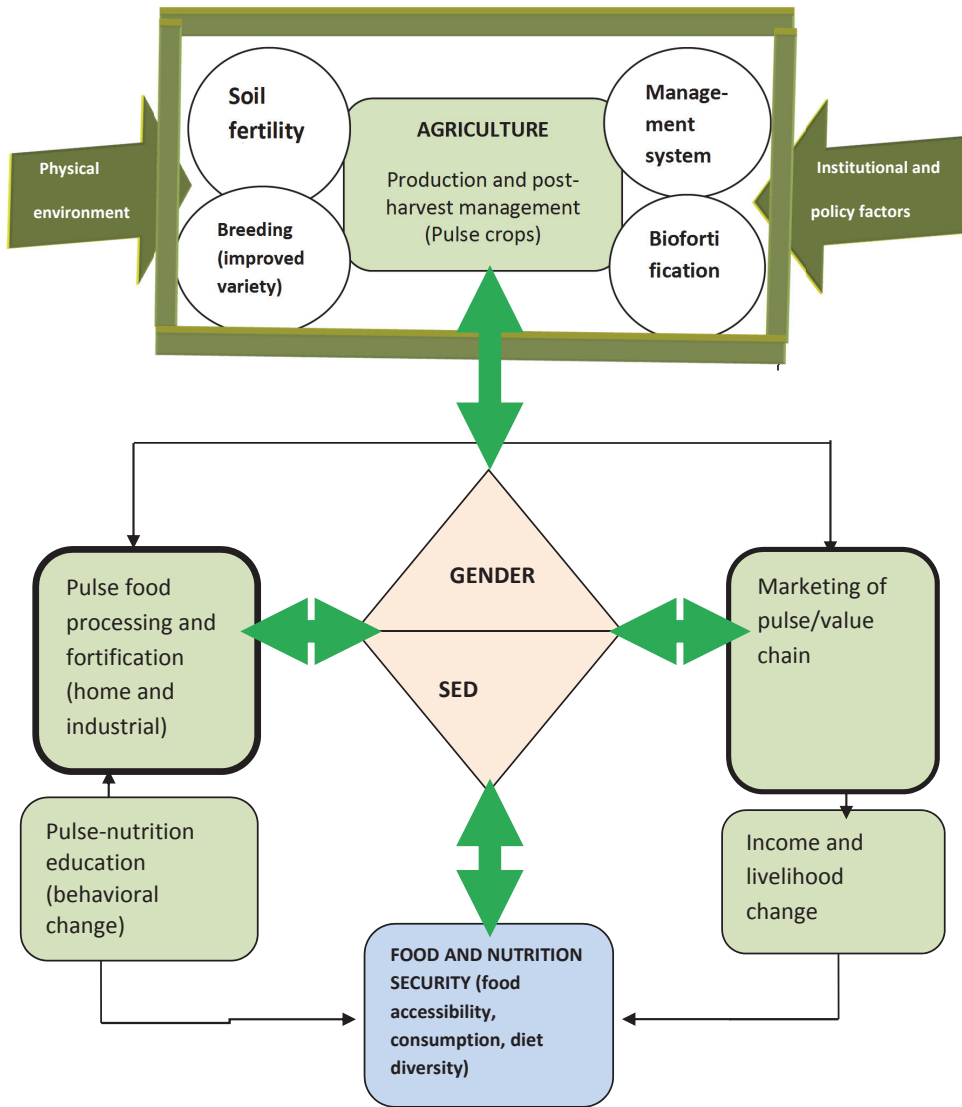 Soil
fertility
Manage-
ment
system
AGRICULTURE
Production and post-
harvest management
(Pulse crops)
Physical
environment
Institutional and
policy factors
Breeding
(improved
variety)
Bioforti
fication
GENDER
SED
Pulse food
processing and
fortification
(home and
industrial)
Marketing of
pulse/value
chain
Pulse-nutrition
education
(behavioral
change)
Income and
livelihood
change
FOOD AND NUTRITION
SECURITY (food
accessibility,
consumption, diet
diversity)